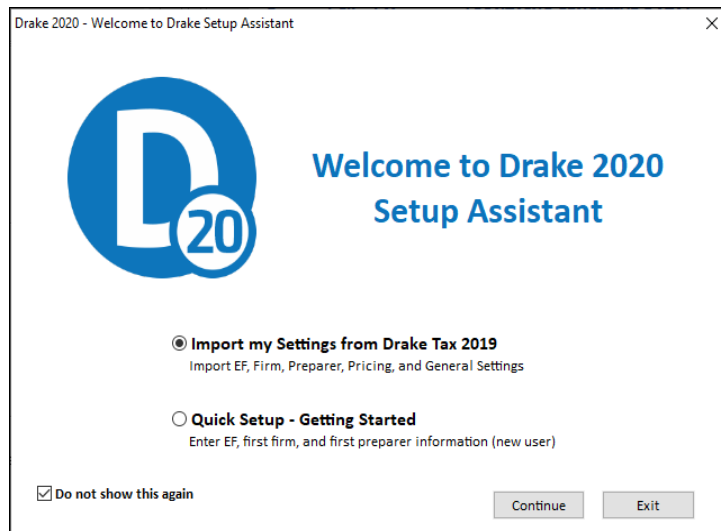 Drake 2020 - Welcome to Drake Setup Assistant
D
20
Welcome to Drake 2020
Setup Assistant
Import my Settings from Drake Tax 2019
Import EF, Firm, Preparer, Pricing, and General Settings
Quick Setup - Getting Started
Enter EF, first firm, and first preparer information (new user)
Do not show this again
Continue
Exit